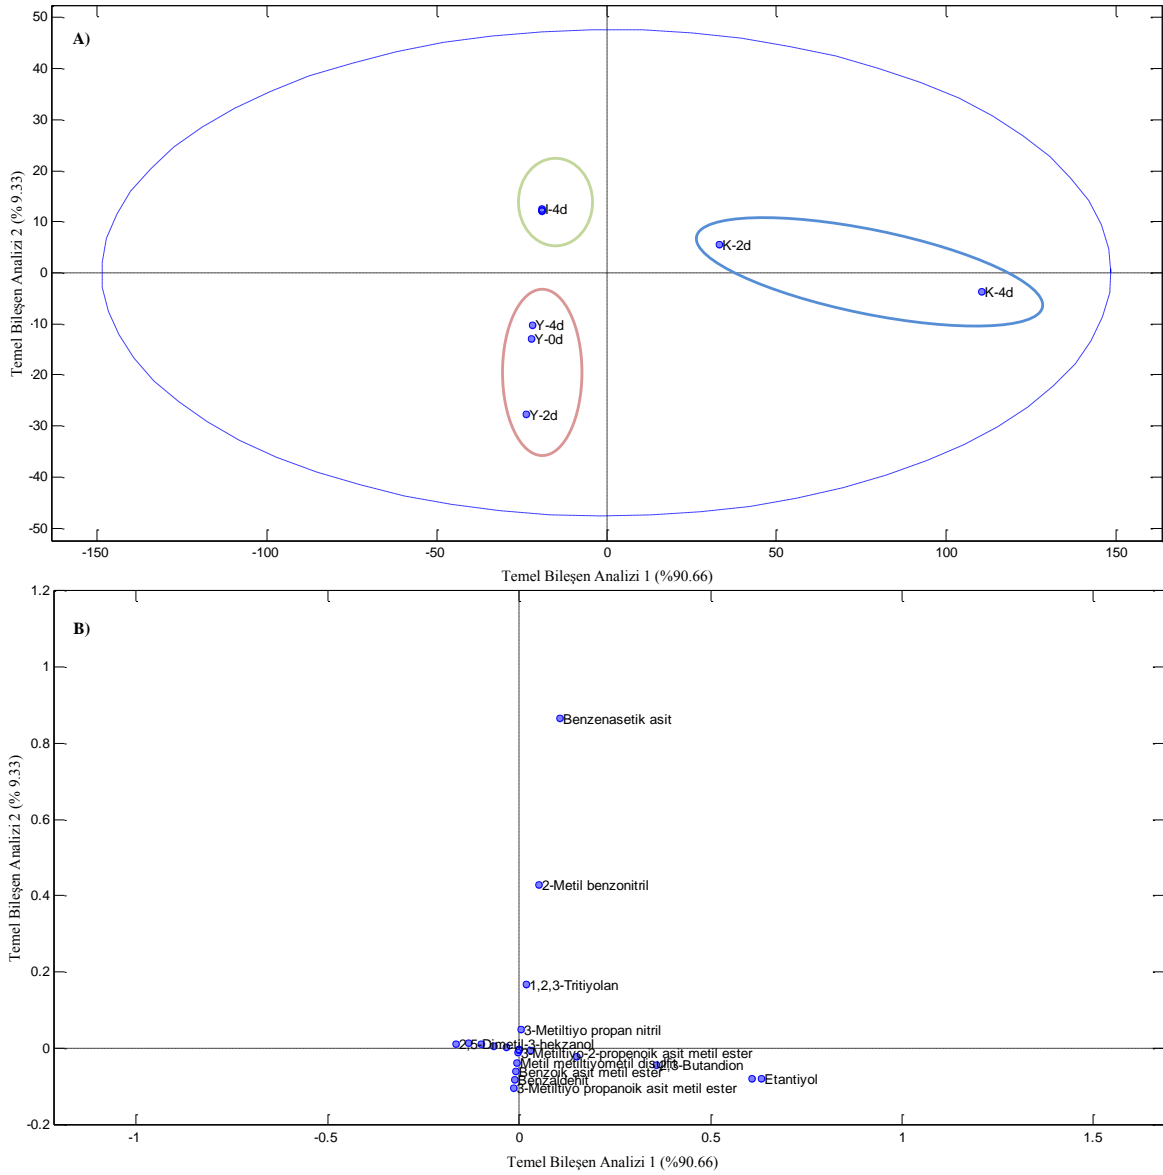 A)
50
40
30
20
10
0
-10
-20
-30
-40
-50
Temel Bileşen Analizi 2 (% 9.33)
I-4d
K-2d
K-4d
Y-4d
Y-0d
Y-2d
-150
-100
-50
0
50
100
150
Temel Bileşen Analizi 1 (%90.66)
B)
1.2
1
0.8
0.6
0.4
0.2
0
-0.2
Temel Bileşen Analizi 2 (% 9.33)
Benzenasetik asit
2-Metil benzonitril
1,2,3-Tritiyolan
3-Metiltiyo propan nitril
2,5-Dimetil-3-hekzanol
3-Metiltiyo-2-propenoik asit metil ester
Metil metiltiyometil disülfit
2,3-Butandion
Benzoik asit metil ester
Benzaldehit
Etantiyol
3-Metiltiyo propanoik asit metil ester
-1
-0.5
0
0.5
1
1.5
Temel Bileşen Analizi 1 (%90.66)